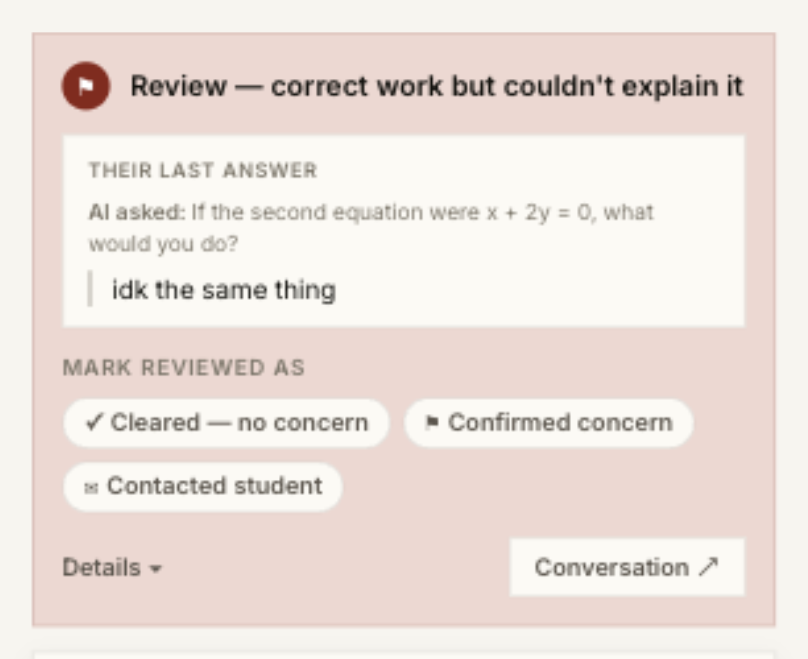 ⚑ Review — correct work but couldn't explain it
THEIR LAST ANSWER
AI asked: If the second equation were x + 2y = 0, what
would you do?
idk the same thing
MARK REVIEWED AS
✓ Cleared — no concern
⚑ Confirmed concern
✉ Contacted student
Details ▾
Conversation ↗